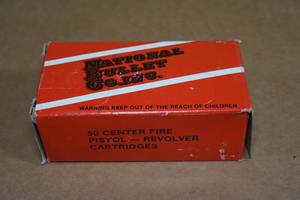 NATIONAL
BULLET
CO. INC.
WARNING KEEP OUT OF THE REACH OF CHILDREN
50 CENTER FIRE
PISTOL — REVOLVER
CARTRIDGES